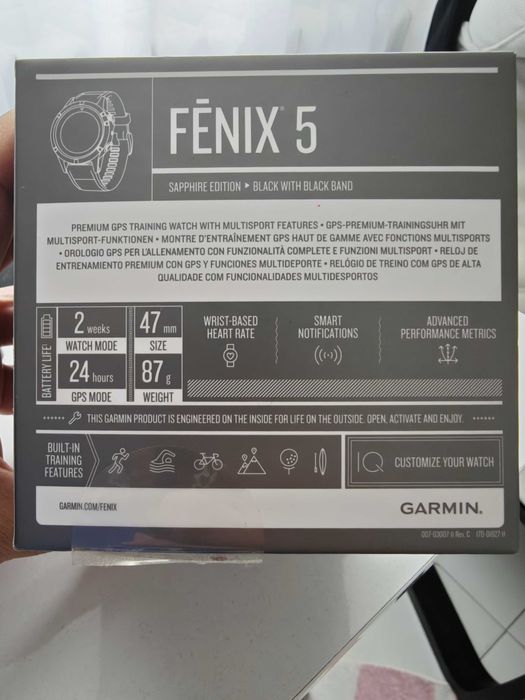 FĒNIX® 5
SAPPHIRE EDITION ▸ BLACK WITH BLACK BAND
PREMIUM GPS TRAINING WATCH WITH MULTISPORT FEATURES • GPS-PREMIUM-TRAININGSUHR MIT
MULTISPORT-FUNKTIONEN • MONTRE D'ENTRAÎNEMENT GPS HAUT DE GAMME AVEC FONCTIONS MULTISPORTS
• OROLOGIO GPS PER L'ALLENAMENTO CON FUNZIONALITÀ COMPLETE E FUNZIONI MULTISPORT • RELOJ DE
ENTRENAMIENTO PREMIUM CON GPS Y FUNCIONES MULTIDEPORTE • RELÓGIO DE TREINO COM GPS DE ALTA
QUALIDADE COM FUNCIONALIDADES MULTIDESPORTOS
BATTERY LIFE!
2 weeks
WATCH MODE
24 hours
GPS MODE
47 mm
SIZE
87 g
WEIGHT
WRIST-BASED
HEART RATE
SMART
NOTIFICATIONS
ADVANCED
PERFORMANCE METRICS
THIS GARMIN PRODUCT IS ENGINEERED ON THE INSIDE FOR LIFE ON THE OUTSIDE. OPEN, ACTIVATE AND ENJOY.
BUILT-IN
TRAINING
FEATURES
IQ
CUSTOMIZE YOUR WATCH
GARMIN.COM/FENIX
GARMIN.
Rev. C